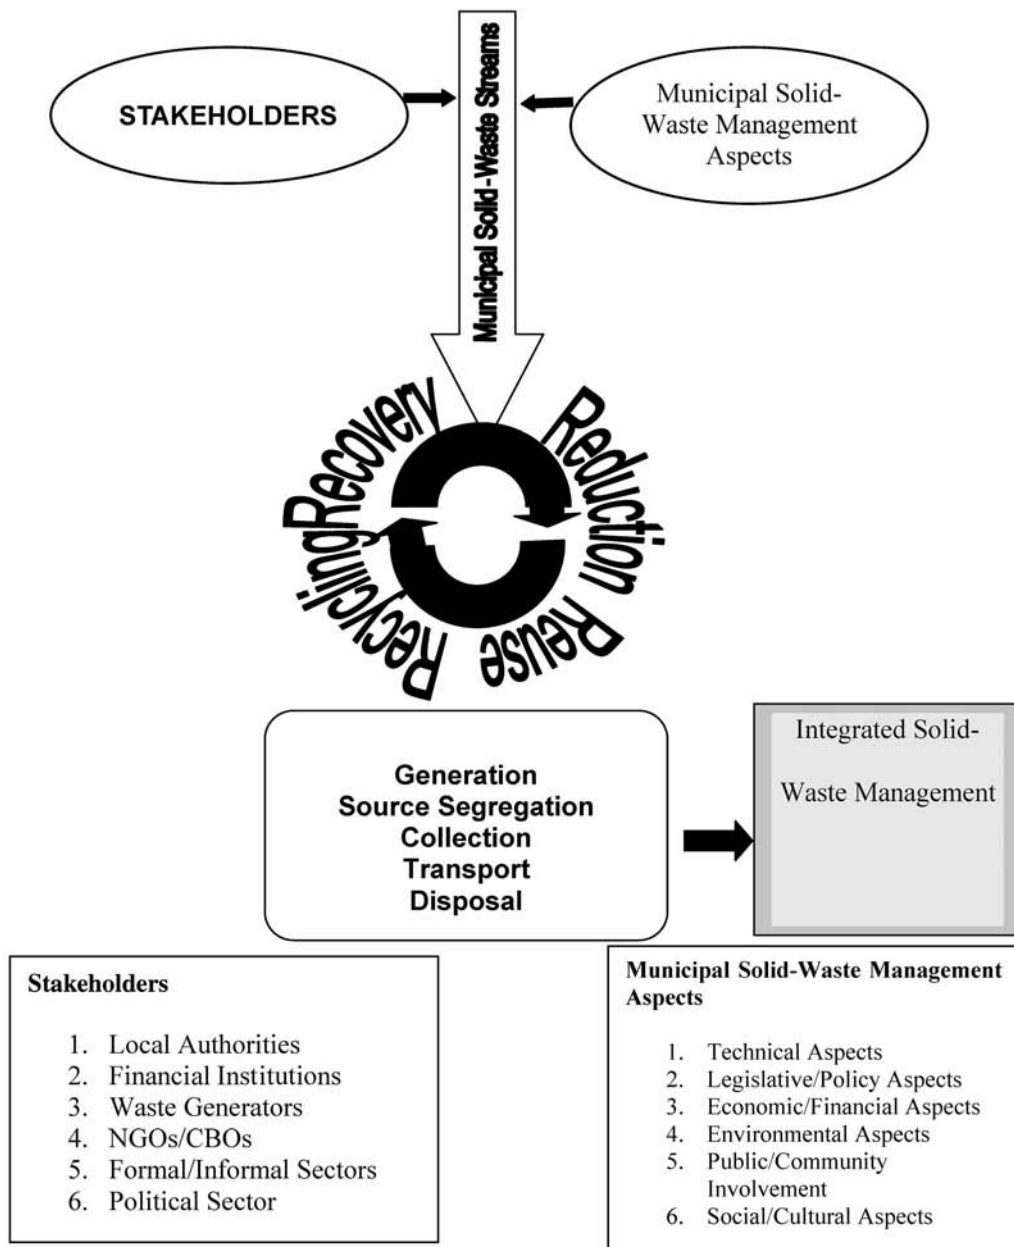 STAKEHOLDERS
Municipal Solid-Waste Streams
Municipal Solid-
Waste Management
Aspects
Recovery
Reduction
Recycling
Reuse
Generation
Source Segregation
Collection
Transport
Disposal
Integrated Solid-
Waste Management
Stakeholders
1. Local Authorities
2. Financial Institutions
3. Waste Generators
4. NGOs/CBOs
5. Formal/Informal Sectors
6. Political Sector
Municipal Solid-Waste Management
Aspects
1. Technical Aspects
2. Legislative/Policy Aspects
3. Economic/Financial Aspects
4. Environmental Aspects
5. Public/Community
Involvement
6. Social/Cultural Aspects